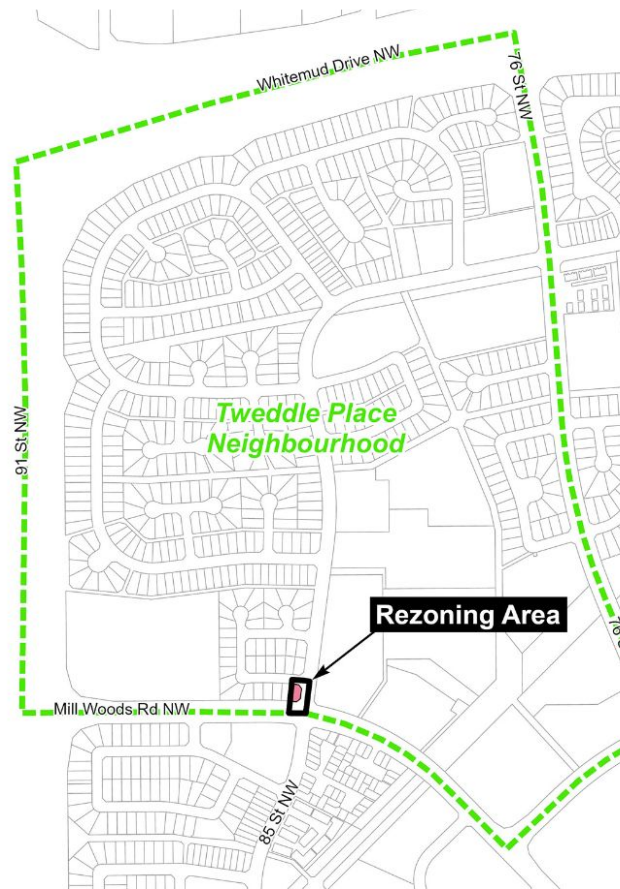 Whitemud Drive NW
76 St NW
Tweddle Place
Neighbourhood
91 St NW
Rezoning Area
76 S
Mill Woods Rd NW
85 St NW